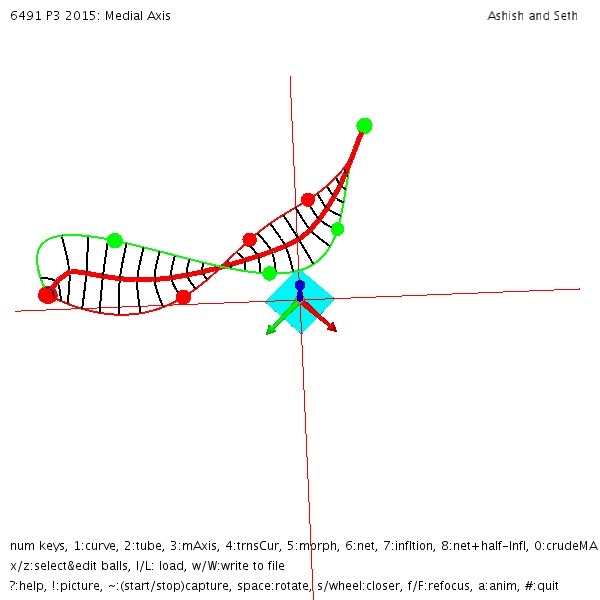 6491 P3 2015: Medial Axis
Ashish and Seth
num keys, 1:curve, 2:tube, 3:mAxis, 4:trnsCur, 5:morph, 6:net, 7:infltion, 8:net+half-Infl, 0:crudeMA
x/z:select&edit balls, l/L: load, w/W:write to file
?:help, !:picture, ~:(start/stop)capture, space:rotate, s/wheel:closer, f/F:refocus, a:anim, #:quit